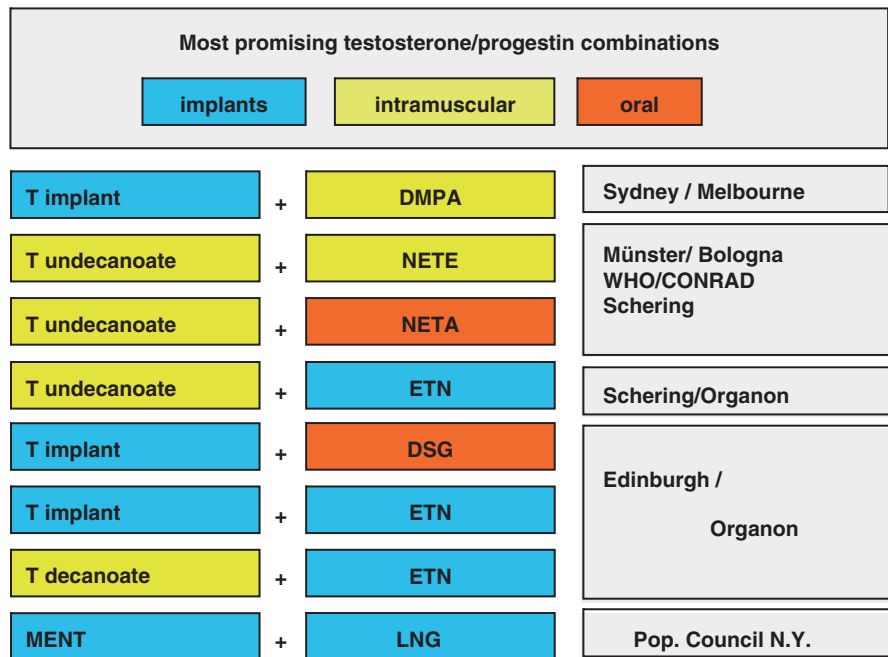 Most promising testosterone/progestin combinations
implants intramuscular oral
T implant + DMPA Sydney / Melbourne
T undecanoate + NETE Münster/ Bologna
WHO/CONRAD
Schering
T undecanoate + NETA
T undecanoate + ETN Schering/Organon
T implant + DSG
Edinburgh /
Organon
T implant + ETN
T decanoate + ETN
MENT + LNG Pop. Council N.Y.